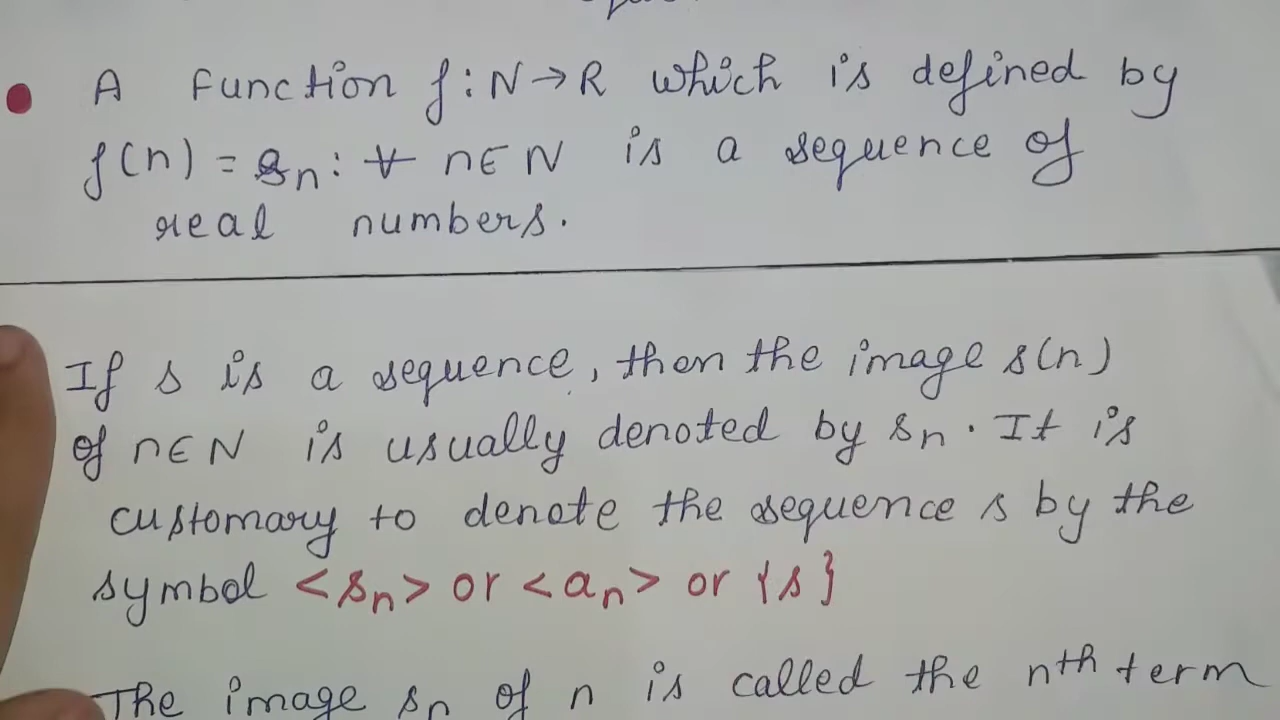 A Function f : N → R which is defined by
f(n) = sn : ∀ n ∈ N is a sequence of
real numbers.
If s is a sequence, then the image s(n)
of n ∈ N is usually denoted by sn . It is
customary to denote the sequence s by the
symbol < sn > or < an > or {s}
The image sn of n is called the nth term